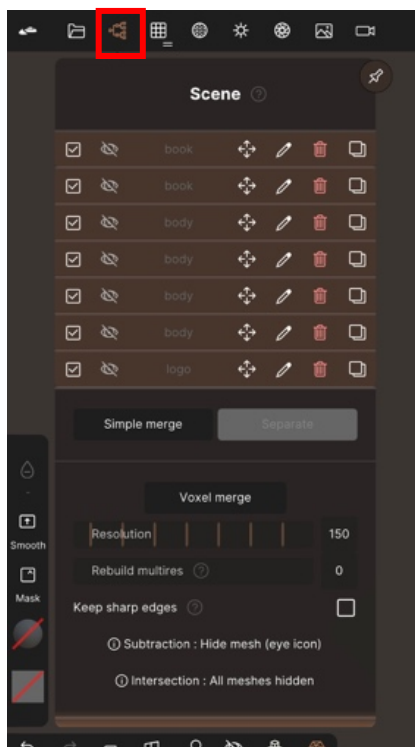 Scene ?
book
book
body
body
body
body
logo
Simple merge Separate
Voxel merge
Resolution 150
Rebuild multires ? 0
Smooth
Mask
Keep sharp edges ?
Subtraction : Hide mesh (eye icon)
Intersection : All meshes hidden